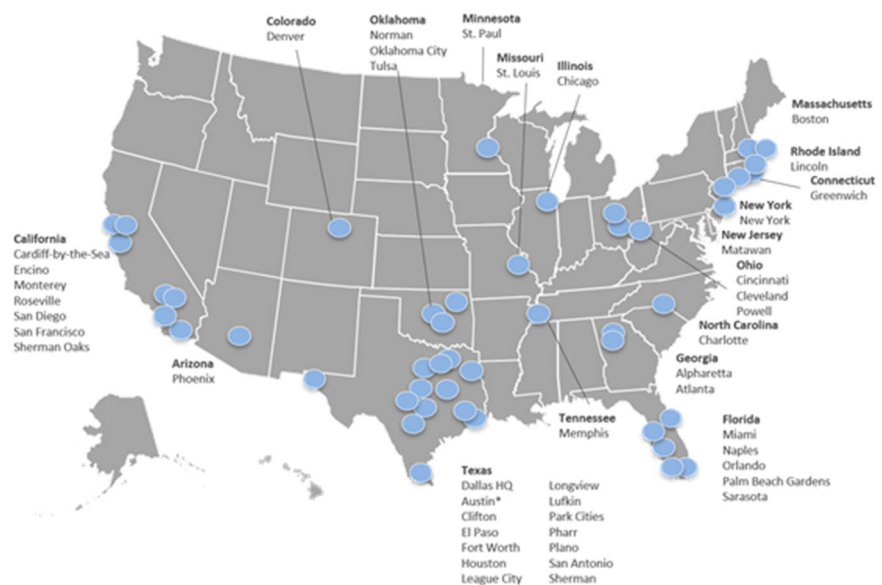 Colorado
Denver
Oklahoma
Norman
Oklahoma City
Tulsa
Minnesota
St. Paul
Missouri
St. Louis
Illinois
Chicago
Massachusetts
Boston
Rhode Island
Lincoln
Connecticut
Greenwich
New York
New York
New Jersey
Matawan
Ohio
Cincinnati
Cleveland
Powell
North Carolina
Charlotte
Georgia
Alpharetta
Atlanta
California
Cardiff-by-the-Sea
Encino
Monterey
Roseville
San Diego
San Francisco
Sherman Oaks
Arizona
Phoenix
Tennessee
Memphis
Florida
Miami
Naples
Orlando
Palm Beach Gardens
Sarasota
Texas
Dallas HQ
Austin*
Clifton
El Paso
Fort Worth
Houston
League City
Longview
Lufkin
Park Cities
Pharr
Plano
San Antonio
Sherman